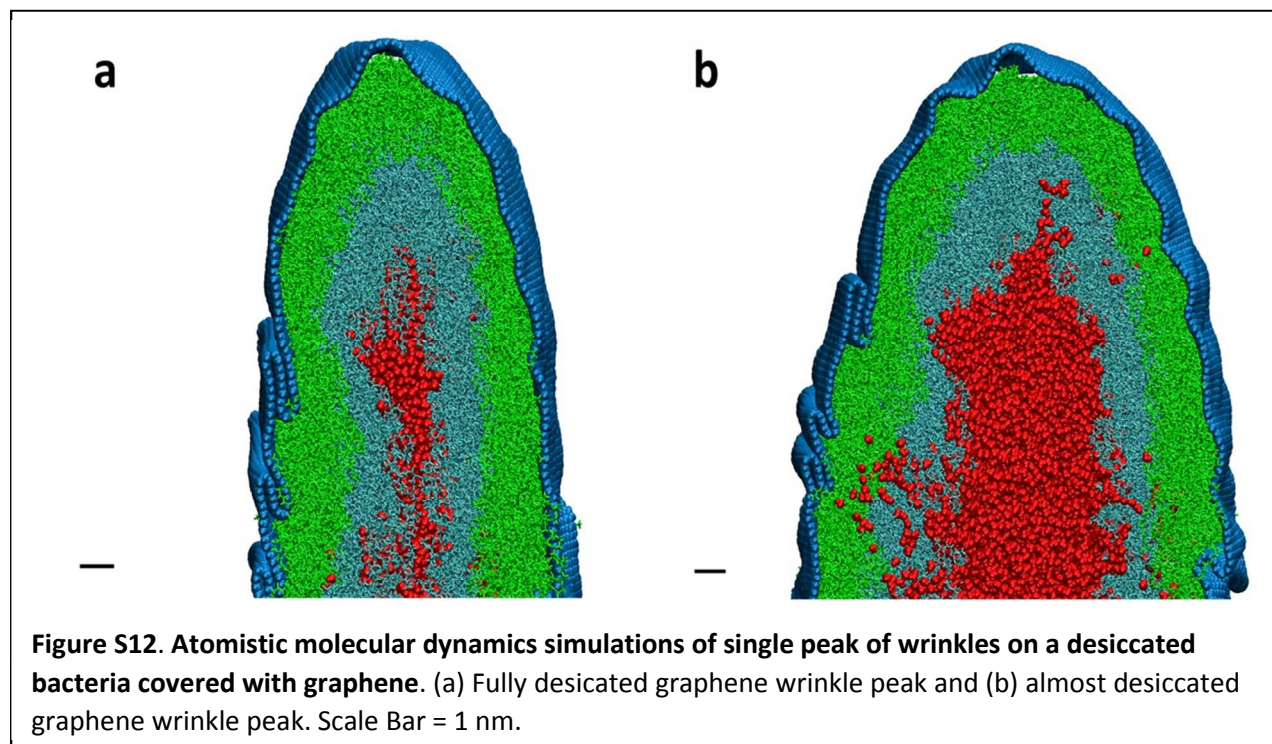 a
b
Figure S12. Atomistic molecular dynamics simulations of single peak of wrinkles on a desiccated
bacteria covered with graphene. (a) Fully desicated graphene wrinkle peak and (b) almost desiccated
graphene wrinkle peak. Scale Bar = 1 nm.